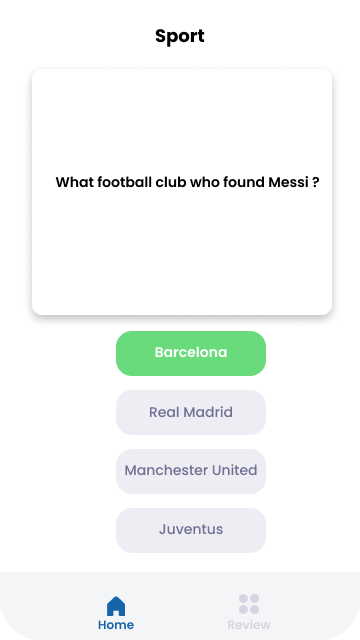 Sport
What football club who found Messi ?
Barcelona
Real Madrid
Manchester United
Juventus
Home
Review